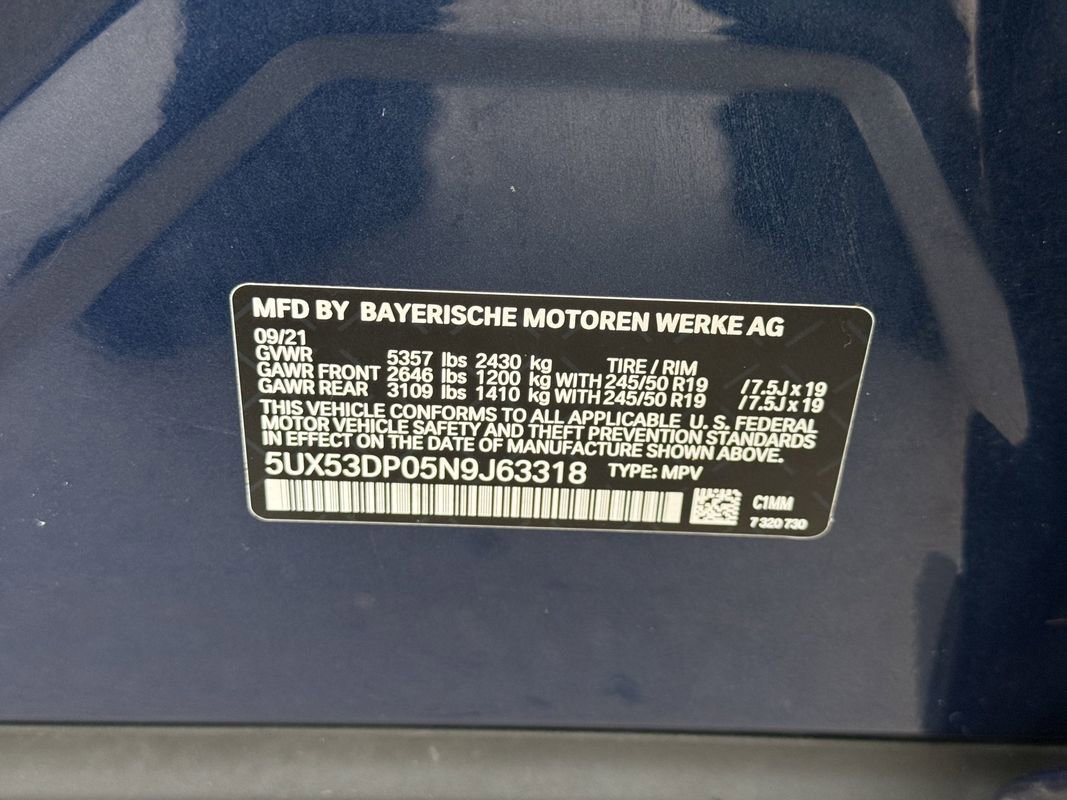 MFD BY BAYERISCHE MOTOREN WERKE AG
09/21
GVWR 5357 lbs 2430 kg TIRE / RIM
GAWR FRONT 2646 lbs 1200 kg WITH 245/50 R19 / 7.5J x 19
GAWR REAR 3109 lbs 1410 kg WITH 245/50 R19 / 7.5J x 19
THIS VEHICLE CONFORMS TO ALL APPLICABLE U. S. FEDERAL
MOTOR VEHICLE SAFETY AND THEFT PREVENTION STANDARDS
IN EFFECT ON THE DATE OF MANUFACTURE SHOWN ABOVE.
5UX53DP05N9J63318 TYPE: MPV
C1MM
7 320 730